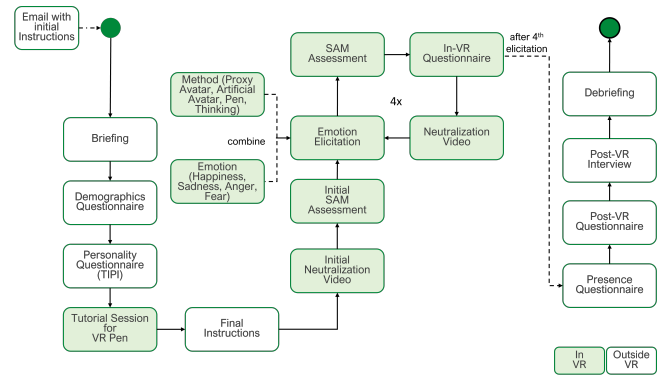 Email with
initial
Instructions
Briefing
Demographics
Questionnaire
Personality
Questionnaire
(TIPI)
Tutorial Session
for
VR Pen
Final
Instructions
Initial
Neutralization
Video
Initial
SAM
Assessment
Method (Proxy
Avatar, Artificial
Avatar, Pen,
Thinking)
combine
Emotion
(Happiness,
Sadness, Anger,
Fear)
Emotion
Elicitation
SAM
Assessment
In-VR
Questionnaire
4x
Neutralization
Video
after 4th
elicitation
Presence
Questionnaire
Post-VR
Questionnaire
Post-VR
Interview
Debriefing
In
VR
Outside
VR